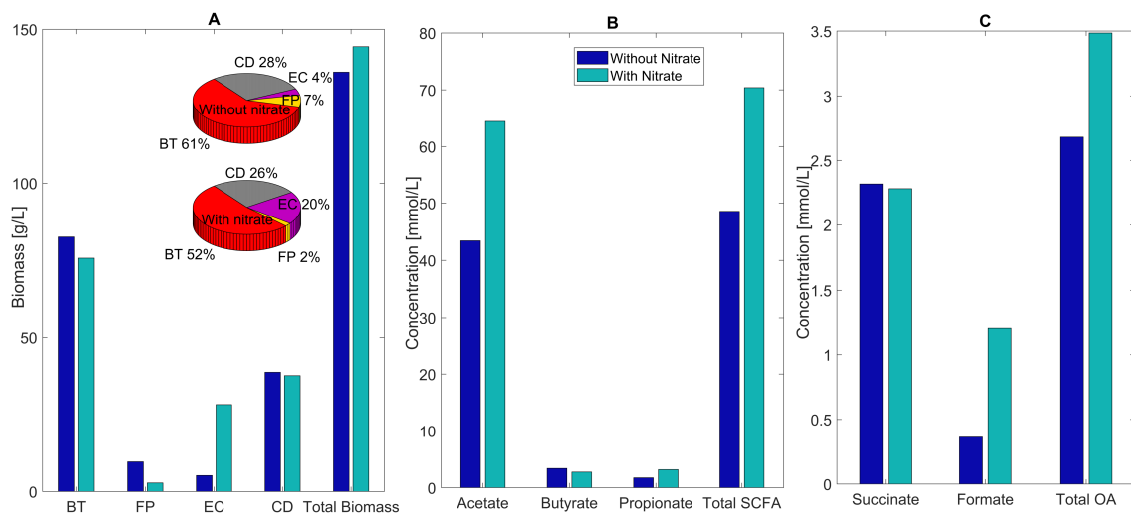 A
Biomass [g/L]
150
100
50
0
CD 28%
EC 4%
FP 7%
Without nitrate
BT 61%
CD 26%
EC 20%
With nitrate
BT 52%
FP 2%
BT
FP
EC
CD
Total Biomass
B
Concentration [mmol/L]
80
70
60
50
40
30
20
10
0
Without Nitrate
With Nitrate
Acetate
Butyrate
Propionate
Total SCFA
C
Concentration [mmol/L]
3.5
3
2.5
2
1.5
1
0.5
0
Succinate
Formate
Total OA